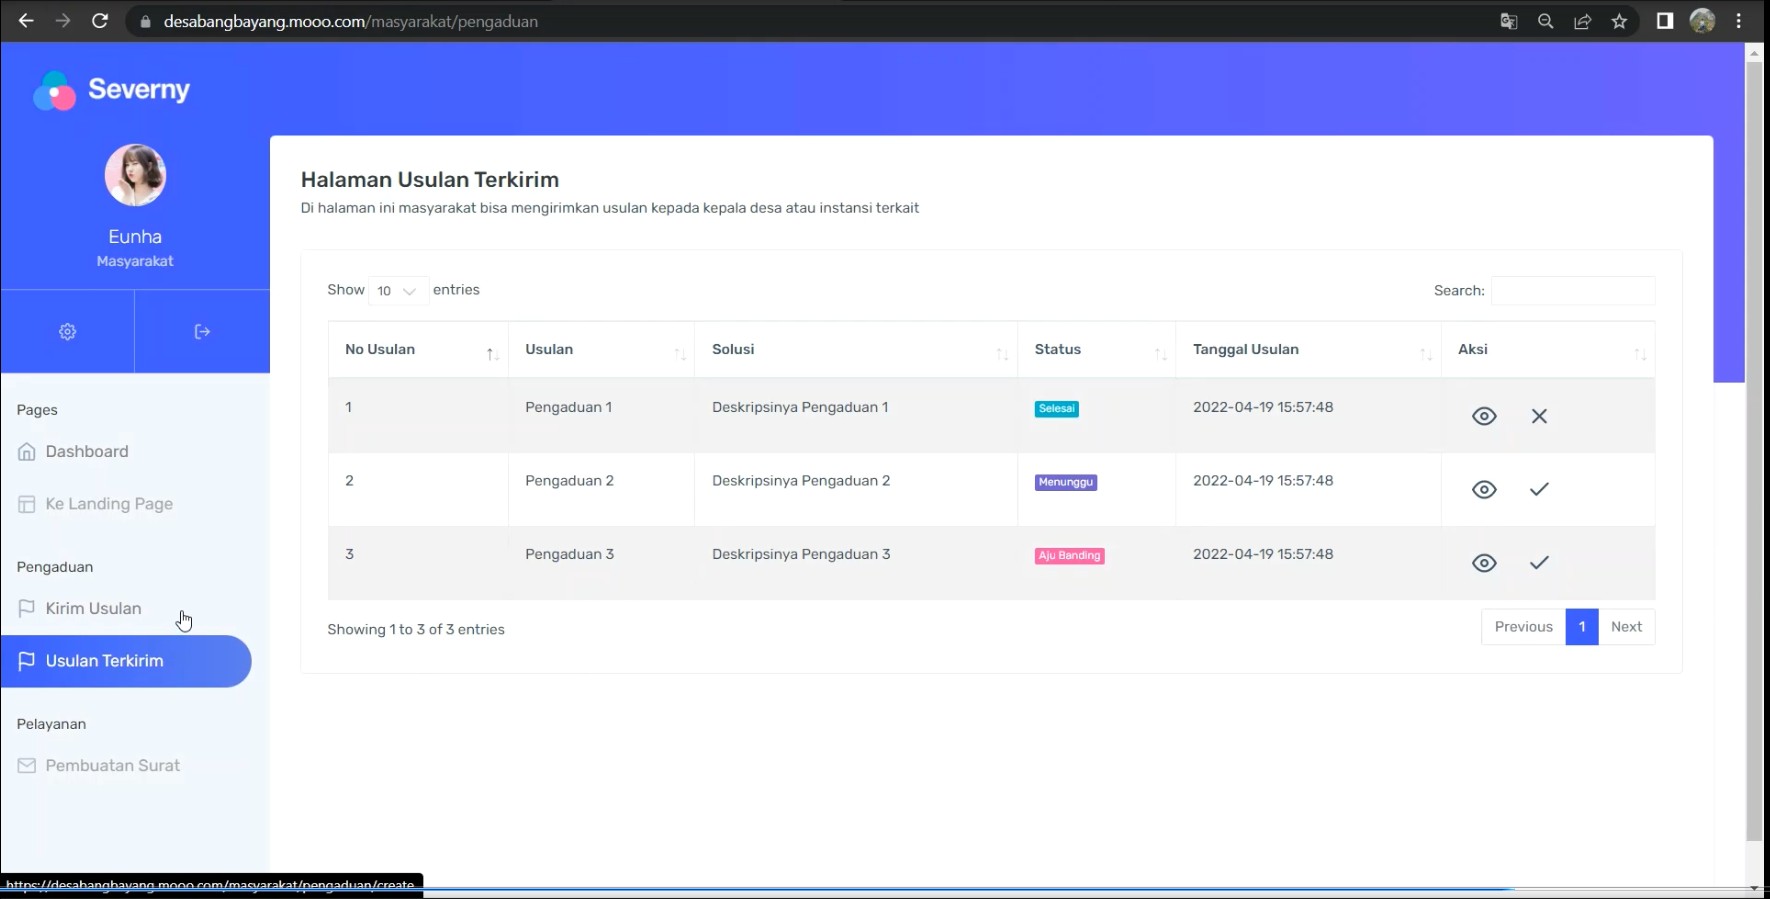 desabangbayang.mooo.com/masyarakat/pengaduan
Severny
Eunha
Masyarakat
Pages
Dashboard
Ke Landing Page
Pengaduan
Kirim Usulan
Usulan Terkirim
Pelayanan
Pembuatan Surat
Halaman Usulan Terkirim
Di halaman ini masyarakat bisa mengirimkan usulan kepada kepala desa atau instansi terkait
Show 10 entries Search:
No Usulan Usulan Solusi Status Tanggal Usulan Aksi
1 Pengaduan 1 Deskripsinya Pengaduan 1 Selesai 2022-04-19 15:57:48
2 Pengaduan 2 Deskripsinya Pengaduan 2 Menunggu 2022-04-19 15:57:48
3 Pengaduan 3 Deskripsinya Pengaduan 3 Aju Banding 2022-04-19 15:57:48
Showing 1 to 3 of 3 entries Previous 1 Next
https://desabangbayang.mooo.com/masyarakat/pengaduan/create